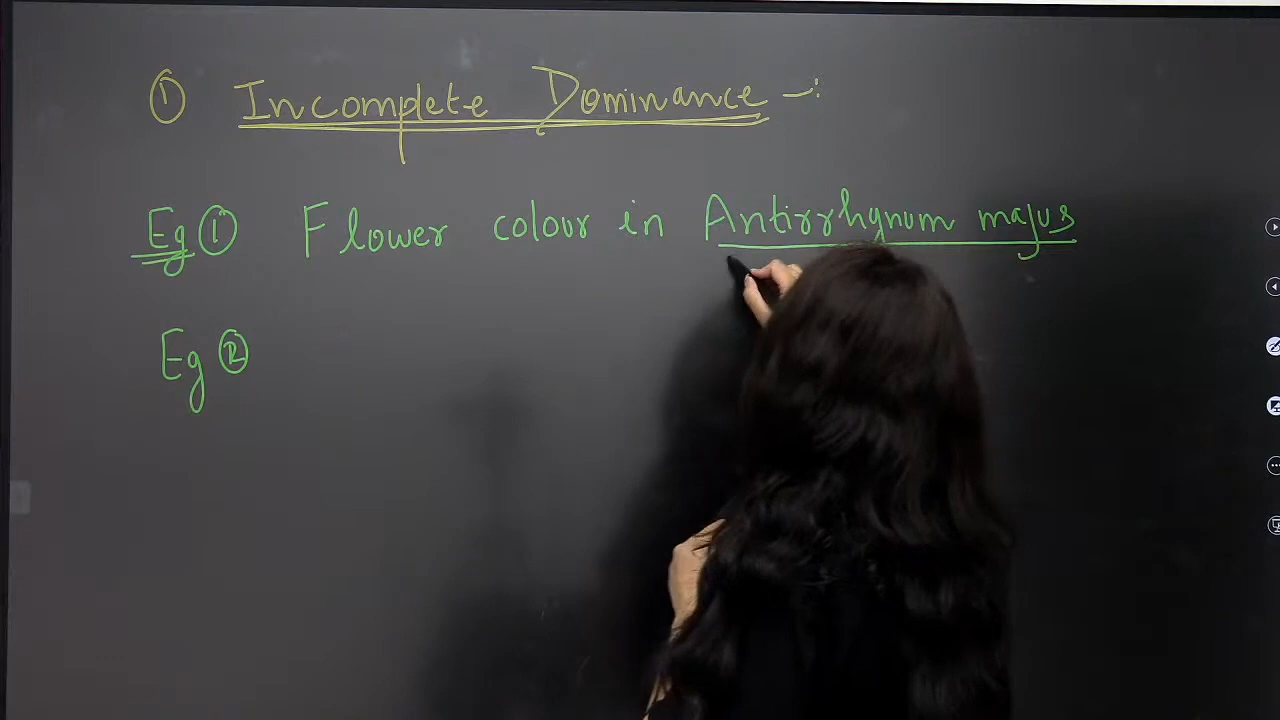 ① Incomplete Dominance -:
Eg ① Flower colour in Antirrhynum majus
Eg ②